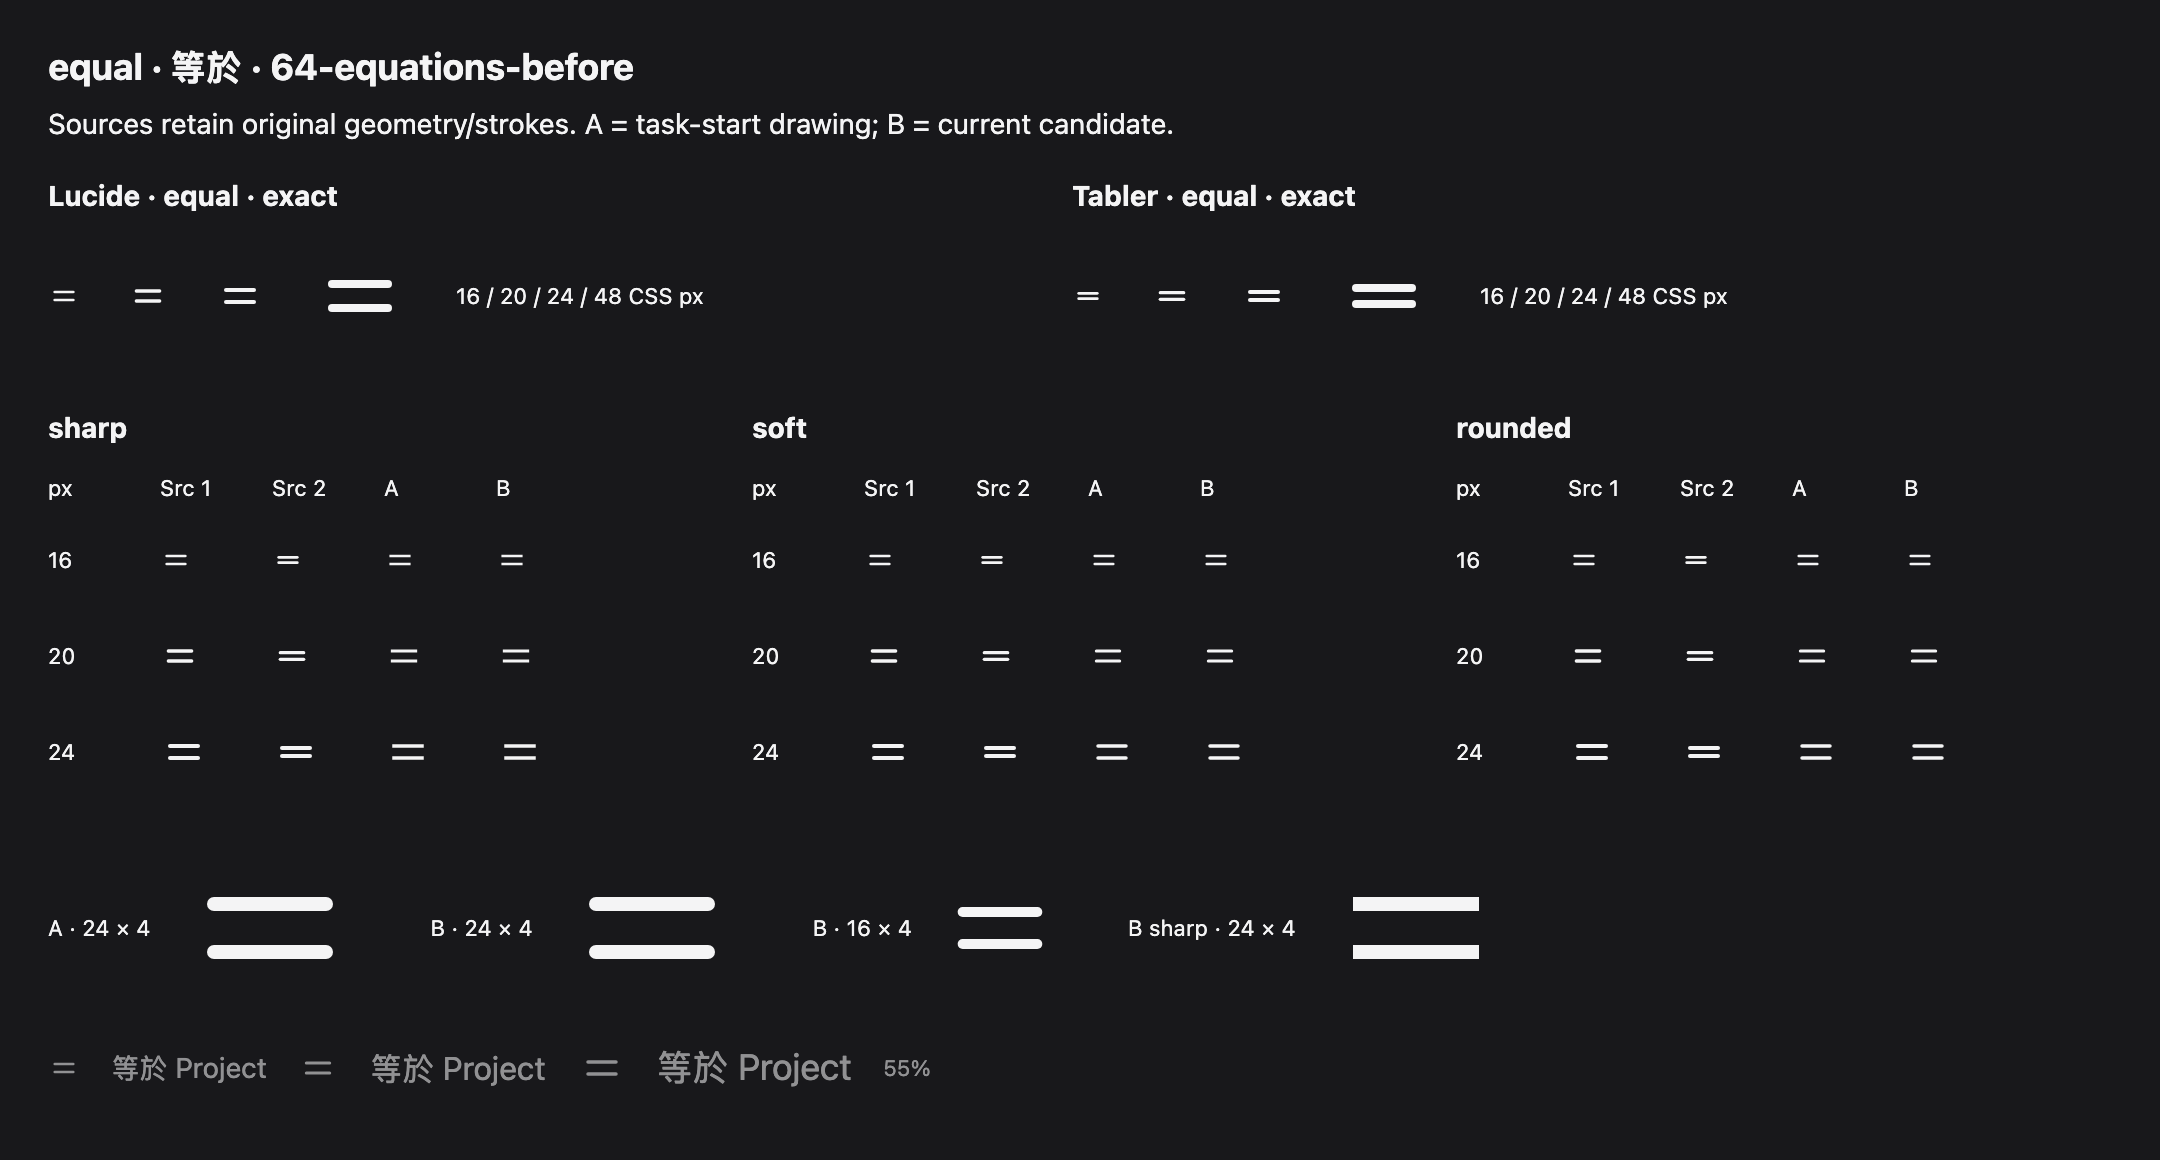 equal · 等於 · 64-equations-before
Sources retain original geometry/strokes. A = task-start drawing; B = current candidate.
Lucide · equal · exact
16 / 20 / 24 / 48 CSS px
Tabler · equal · exact
16 / 20 / 24 / 48 CSS px
sharp
px Src 1 Src 2 A B
16
20
24
soft
px Src 1 Src 2 A B
16
20
24
rounded
px Src 1 Src 2 A B
16
20
24
A · 24 × 4
B · 24 × 4
B · 16 × 4
B sharp · 24 × 4
等於 Project 等於 Project 等於 Project 55%